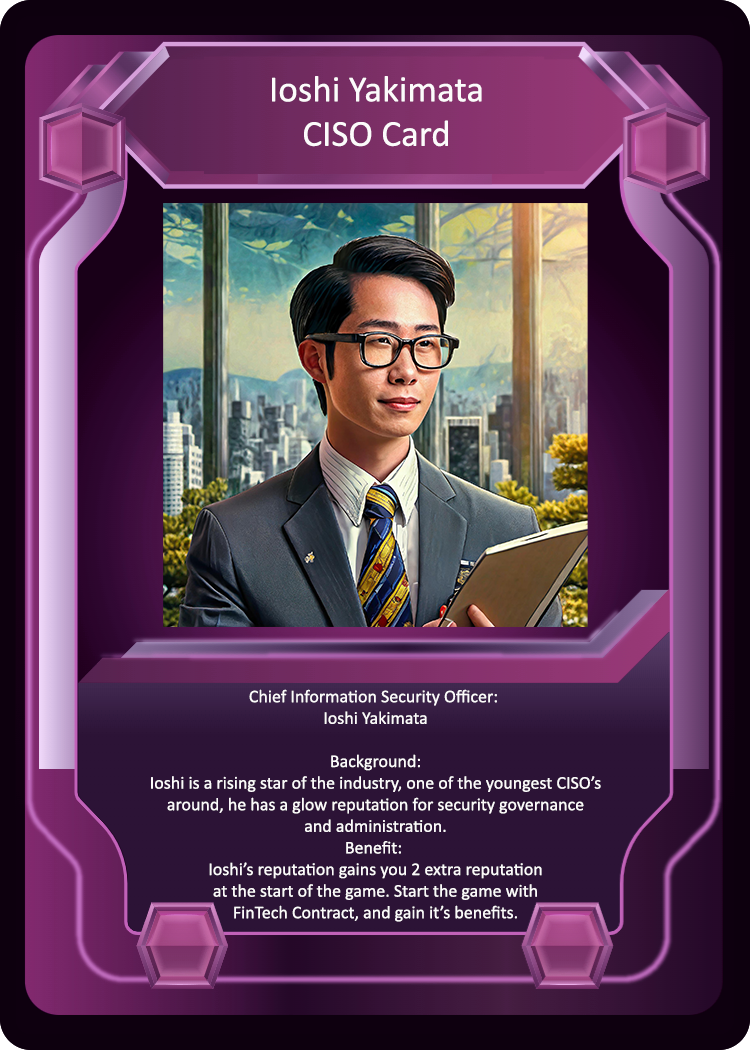 Ioshi Yakimata
CISO Card
Chief Information Security Officer:
Ioshi Yakimata
Background:
Ioshi is a rising star of the industry, one of the youngest CISO’s
around, he has a glow reputation for security governance
and administration.
Benefit:
Ioshi’s reputation gains you 2 extra reputation
at the start of the game. Start the game with
FinTech Contract, and gain it’s benefits.